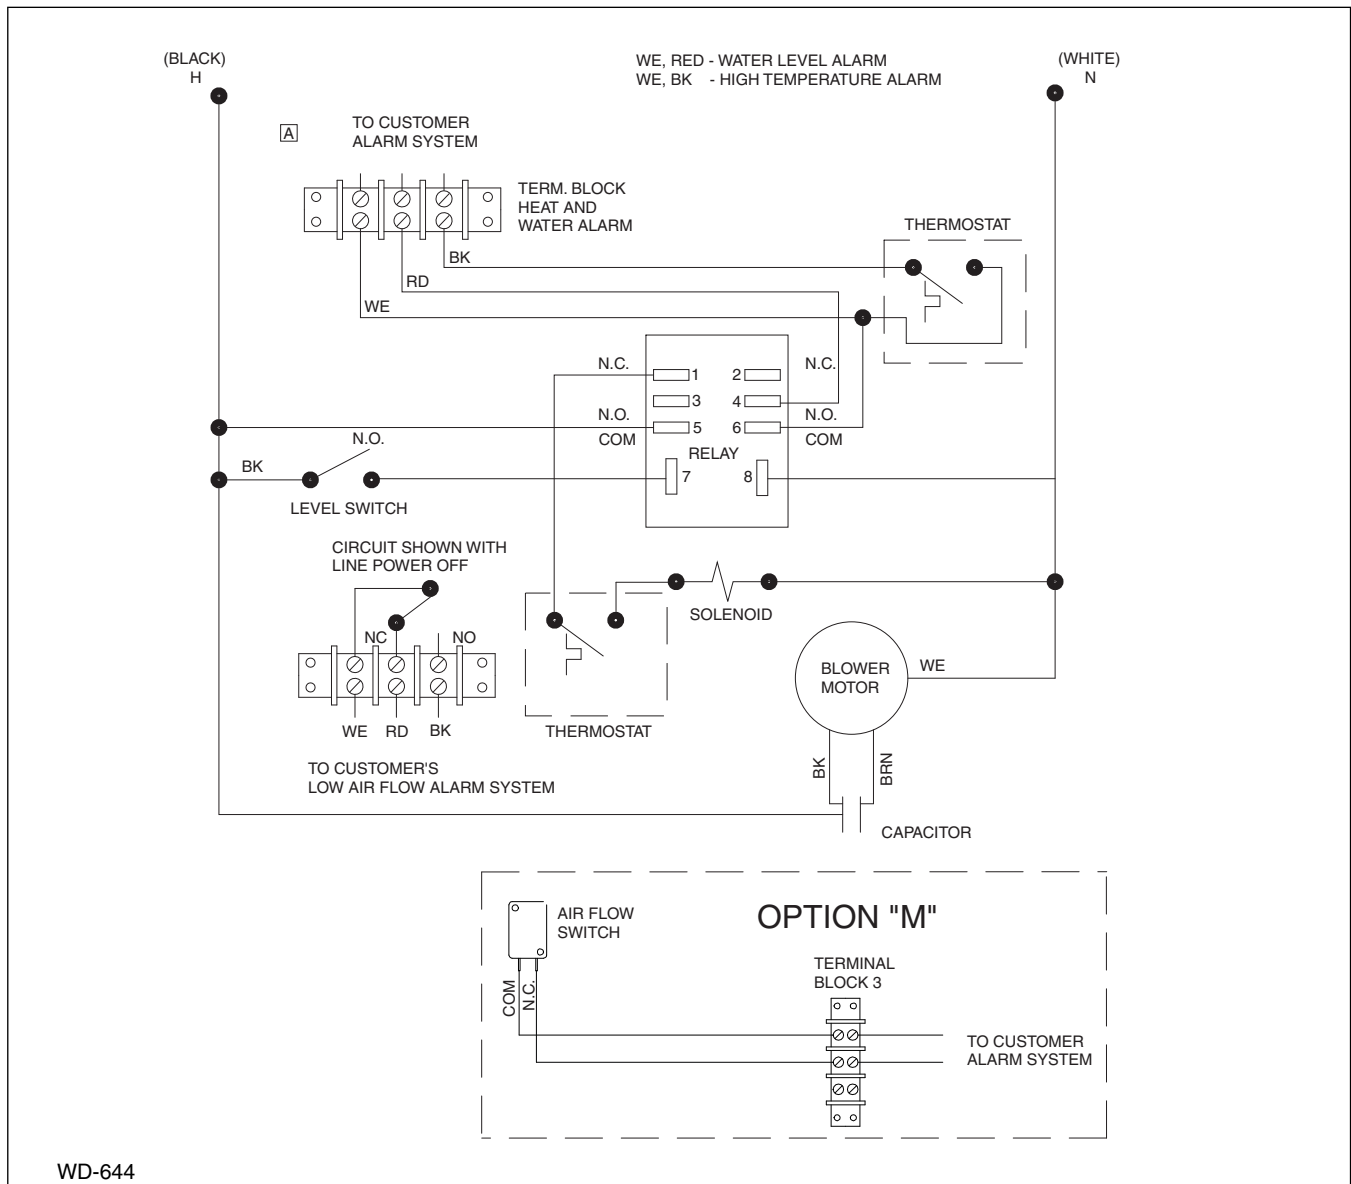 (BLACK)
H
WE, RED - WATER LEVEL ALARM
WE, BK - HIGH TEMPERATURE ALARM
(WHITE)
N
A
TO CUSTOMER
ALARM SYSTEM
TERM. BLOCK
HEAT AND
WATER ALARM
THERMOSTAT
BK
RD
WE
N.C.
1
2
N.C.
3
4
N.O.
N.O.
5
6
COM
COM
RELAY
7
8
N.O.
BK
LEVEL SWITCH
CIRCUIT SHOWN WITH
LINE POWER OFF
NC
NO
WE
RD
BK
TO CUSTOMER'S
LOW AIR FLOW ALARM SYSTEM
THERMOSTAT
SOLENOID
BLOWER
MOTOR
WE
BK
BRN
CAPACITOR
OPTION "M"
AIR FLOW
SWITCH
COM
N.C.
TERMINAL
BLOCK 3
TO CUSTOMER
ALARM SYSTEM
WD-644